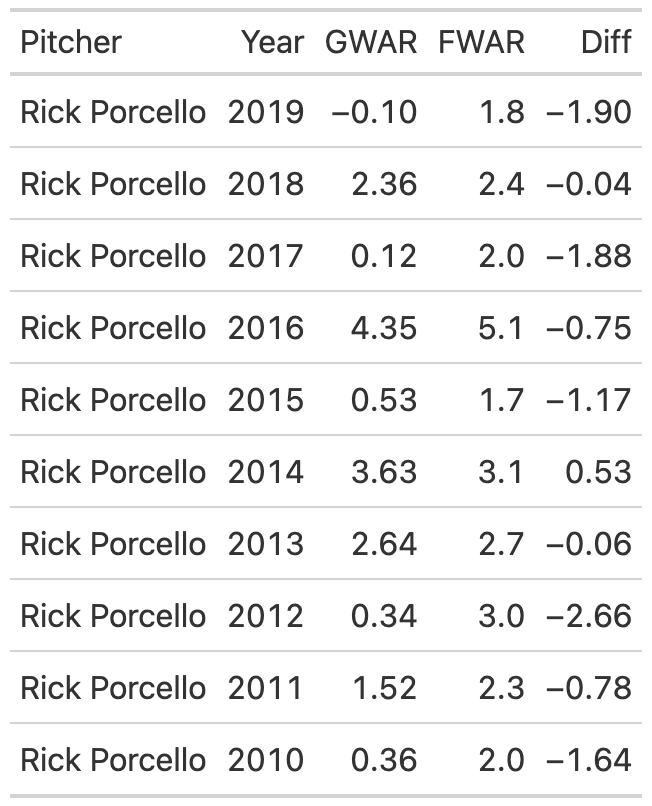 Pitcher Year GWAR FWAR Diff
Rick Porcello 2019 −0.10 1.8 −1.90
Rick Porcello 2018 2.36 2.4 −0.04
Rick Porcello 2017 0.12 2.0 −1.88
Rick Porcello 2016 4.35 5.1 −0.75
Rick Porcello 2015 0.53 1.7 −1.17
Rick Porcello 2014 3.63 3.1 0.53
Rick Porcello 2013 2.64 2.7 −0.06
Rick Porcello 2012 0.34 3.0 −2.66
Rick Porcello 2011 1.52 2.3 −0.78
Rick Porcello 2010 0.36 2.0 −1.64